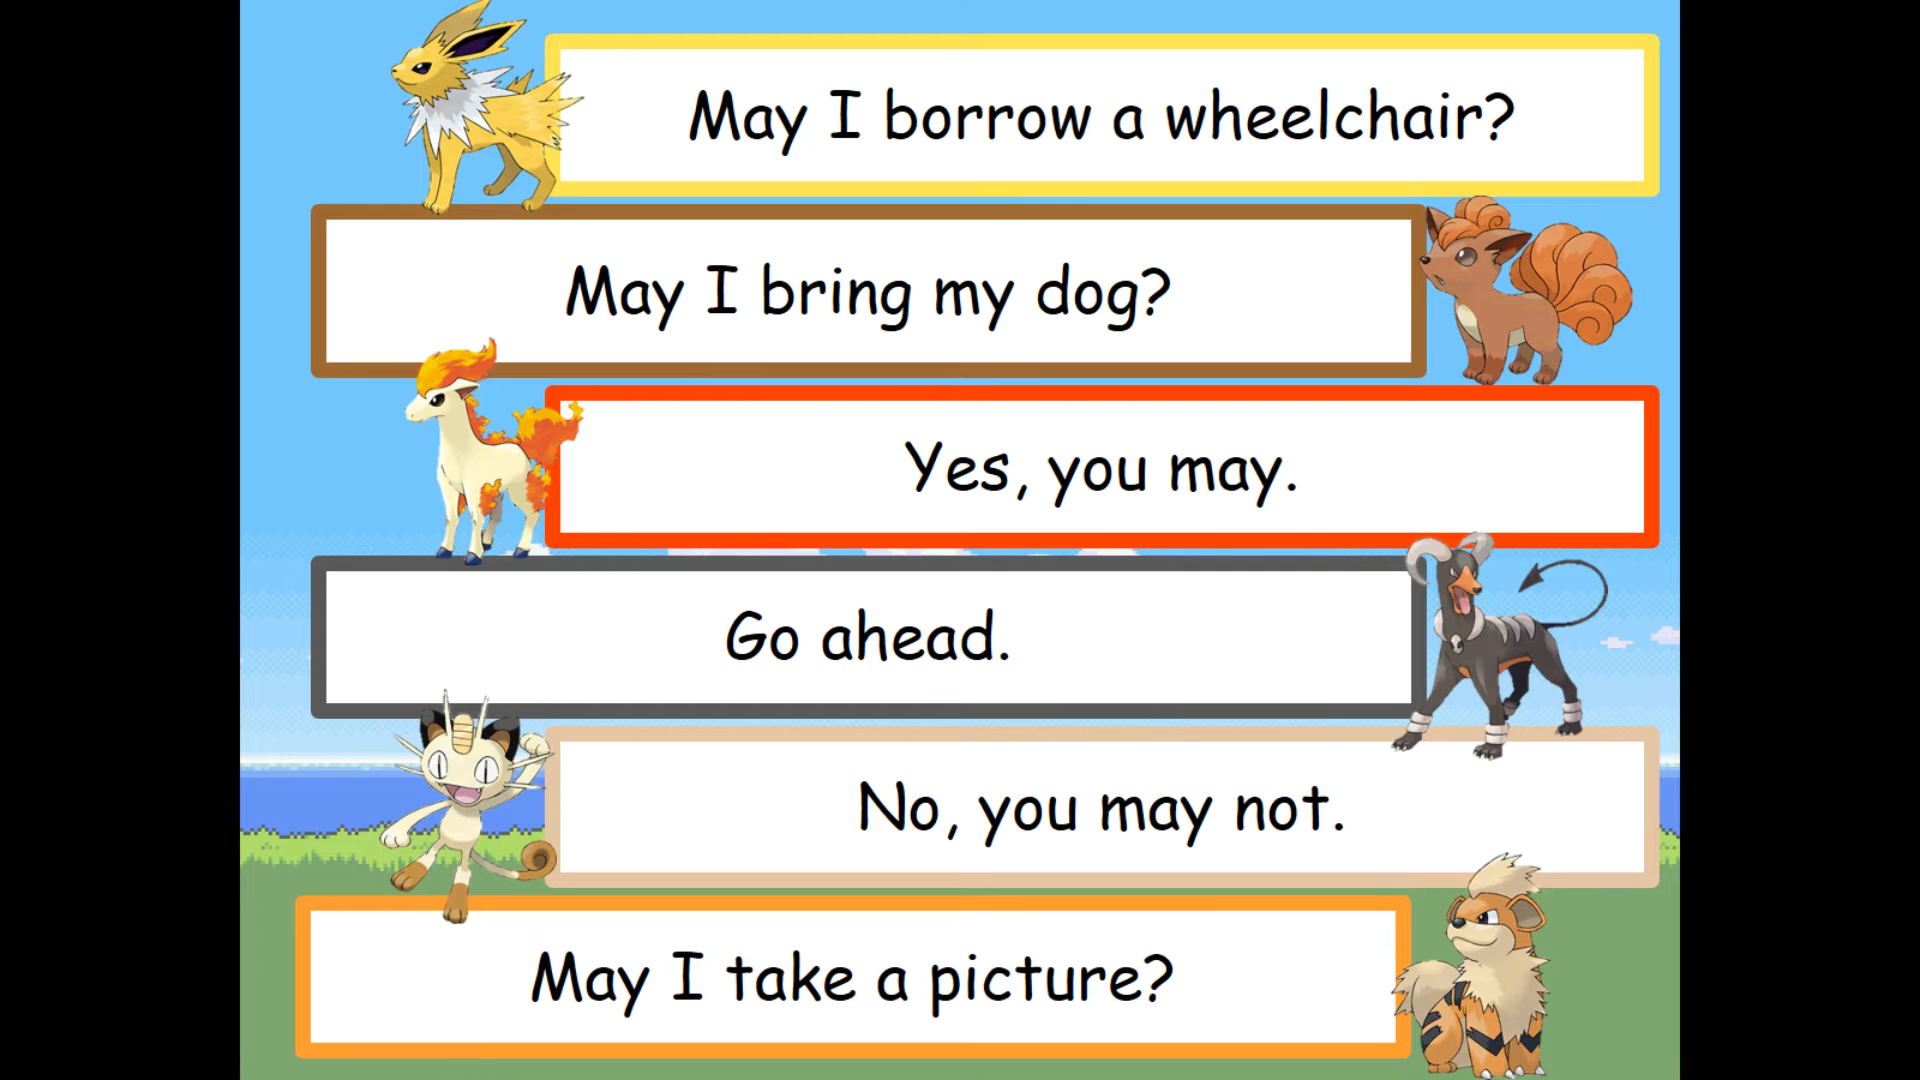 May I borrow a wheelchair?
May I bring my dog?
Yes, you may.
Go ahead.
No, you may not.
May I take a picture?